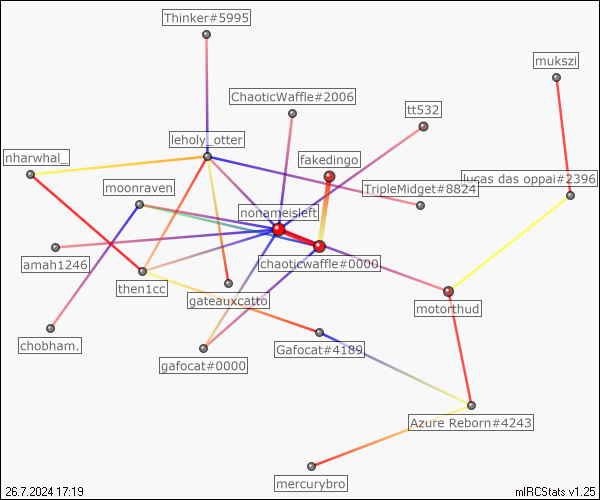 Thinker#5995
mukszi
ChaoticWaffle#2006
tt532
leholy_otter
nharwhal_
fakedingo
lucas das oppai#2396
moonraven
TripleMidget#8824
nonameisleft
amah1246
chaoticwaffle#0000
then1cc
gateauxcatto
motorthud
chobham.
Gafocat#4189
gafocat#0000
Azure Reborn#4243
mercurybro
26.7.2024 17:19
mIRCStats v1.25